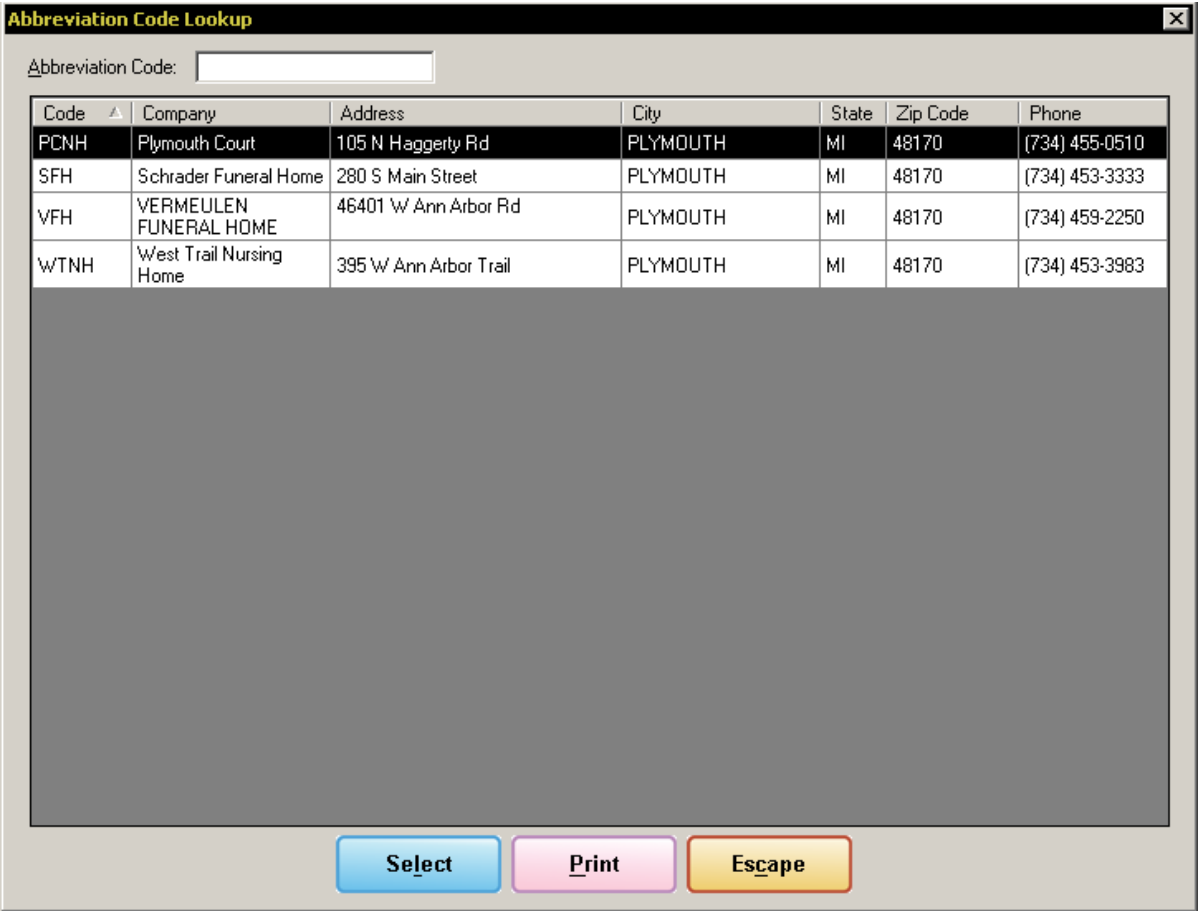 Abbreviation Code Lookup
Abbreviation Code:
Code Company Address City State Zip Code Phone
PCNH Plymouth Court 105 N Haggerty Rd PLYMOUTH MI 48170 (734) 455-0510
SFH Schrader Funeral Home 280 S Main Street PLYMOUTH MI 48170 (734) 453-3333
VFH VERMEULEN FUNERAL HOME 46401 W Ann Arbor Rd PLYMOUTH MI 48170 (734) 459-2250
WTNH West Trail Nursing Home 395 W Ann Arbor Trail PLYMOUTH MI 48170 (734) 453-3983
Select Print Escape